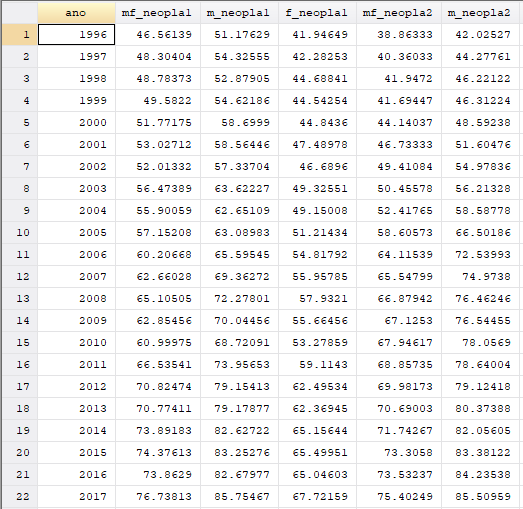 ano mf_neopla1 m_neopla1 f_neopla1 mf_neopla2 m_neopla2
1 1996 46.56139 51.17629 41.94649 38.86333 42.02527
2 1997 48.30404 54.32555 42.28253 40.36033 44.27761
3 1998 48.78373 52.87905 44.68841 41.9472 46.22122
4 1999 49.5822 54.62186 44.54254 41.69447 46.31224
5 2000 51.77175 58.6999 44.8436 44.14037 48.59238
6 2001 53.02712 58.56446 47.48978 46.73333 51.60476
7 2002 52.01332 57.33704 46.6896 49.41084 54.97836
8 2003 56.47389 63.62227 49.32551 50.45578 56.21328
9 2004 55.90059 62.65109 49.15008 52.41765 58.58778
10 2005 57.15208 63.08983 51.21434 58.60573 66.50186
11 2006 60.20668 65.59545 54.81792 64.11539 72.53993
12 2007 62.66028 69.36272 55.95785 65.54799 74.9738
13 2008 65.10505 72.27801 57.9321 66.87942 76.46246
14 2009 62.85456 70.04456 55.66456 67.1253 76.54455
15 2010 60.99975 68.72091 53.27859 67.94617 78.0569
16 2011 66.53541 73.95653 59.1143 68.85735 78.64004
17 2012 70.82474 79.15413 62.49534 69.98173 79.12418
18 2013 70.77411 79.17877 62.36945 70.69003 80.37388
19 2014 73.89183 82.62722 65.15644 71.74267 82.05605
20 2015 74.37613 83.25276 65.49951 73.3058 83.38122
21 2016 73.8629 82.67977 65.04603 73.53237 84.23538
22 2017 76.73813 85.75467 67.72159 75.40249 85.50959